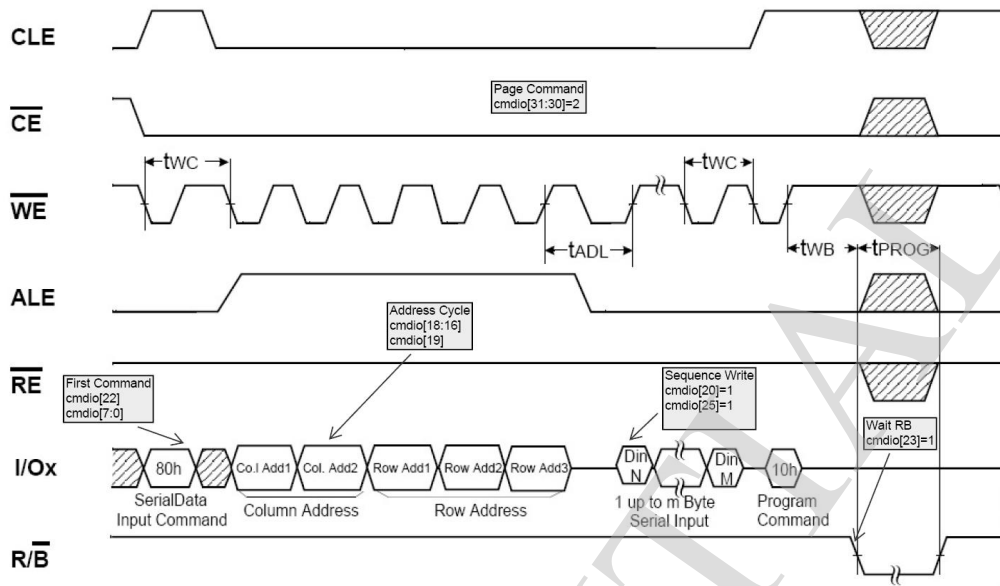 CLE
Page Command
cmdio[31:30]=2
CE
tWC
tWC
WE
tADL
tWB
tPROG
ALE
Address Cycle
cmdio[18:16]
cmdio[19]
RE
First Command
cmdio[22]
cmdio[7:0]
Sequence Write
cmdio[20]=1
cmdio[25]=1
Wait RB
cmdio[23]=1
I/Ox
80h
Co.l Add1
Col. Add2
Row Add1
Row Add2
Row Add3
Din
N
Din
M
10h
SerialData
Input Command
Column Address
Row Address
1 up to m Byte
Serial Input
Program
Command
R/B